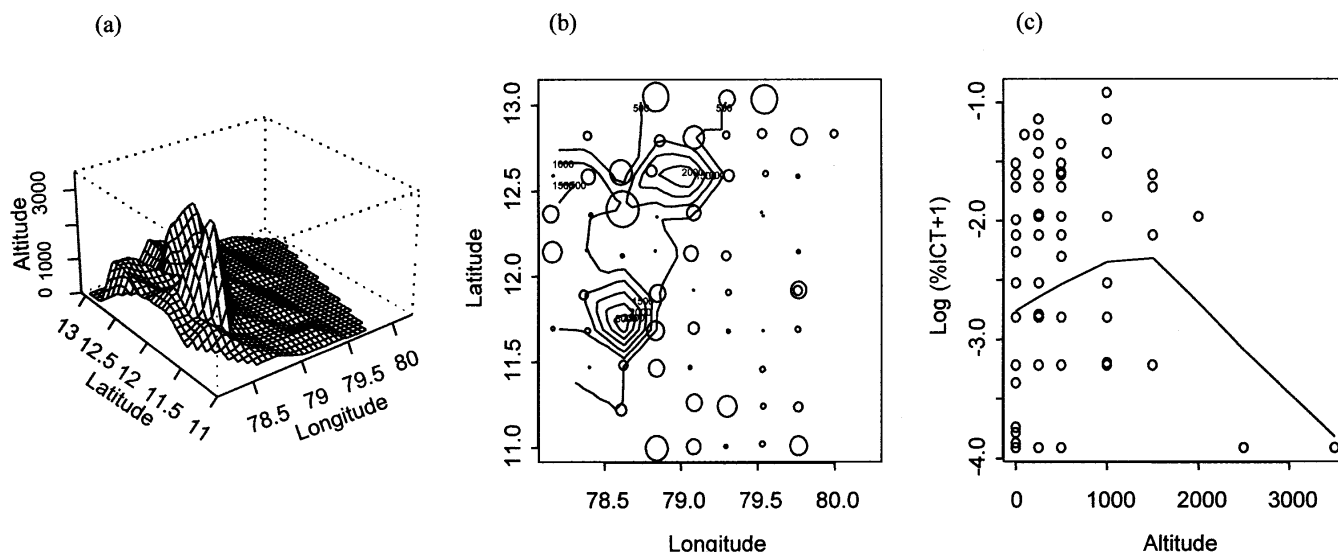 (a)
(b)
(c)
Altitude
0 1000 3000
13 12.5 12 11.5 11
Latitude
78.5 79 79.5 80
Longitude
Latitude
11.0 11.5 12.0 12.5 13.0
500
500
1000
1500
2000
1500
78.5 79.0 79.5 80.0
Longitude
Log (%ICT+1)
-4.0 -3.0 -2.0 -1.0
0 1000 2000 3000
Altitude